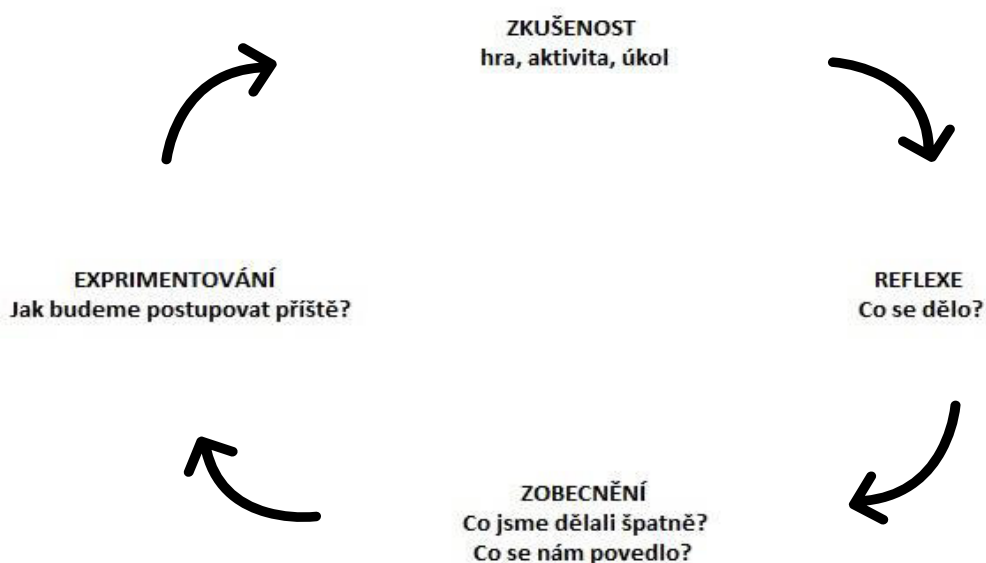 ZKUŠENOST
hra, aktivita, úkol
EXPRIMENTOVÁNÍ
Jak budeme postupovat příště?
REFLEXE
Co se dělo?
ZOBECNĚNÍ
Co jsme dělali špatně?
Co se nám povedlo?